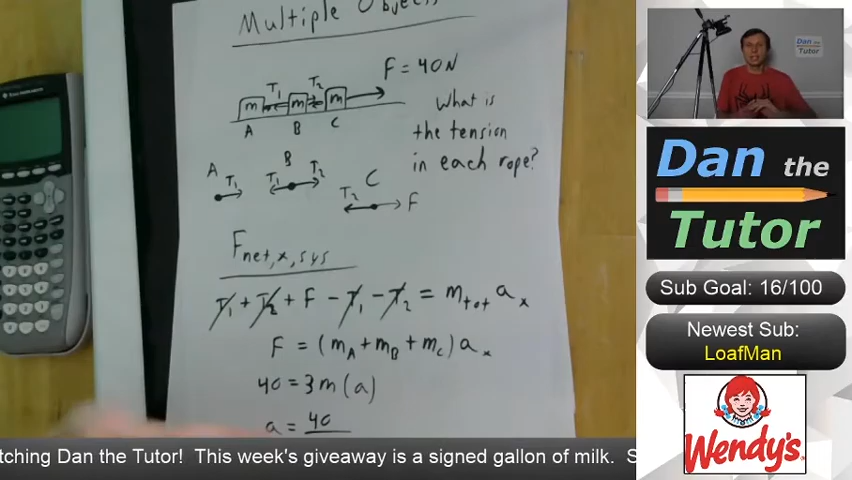 Multiple Objects
F = 40N
T₁ T₂
m m m
A B C
What is
the tension
in each rope?
A T₁
B T₁ T₂
C T₂ F
Fnet,x,sys
T₁ + T₂ + F - T₁ - T₂ = mtot ax
F = (mA + mB + mC) ax
40 = 3m(a)
a = 40
Dan the
Tutor
Dan the
Tutor
Sub Goal: 16/100
Newest Sub:
LoafMan
Wendy's
tching Dan the Tutor! This week's giveaway is a signed gallon of milk. S